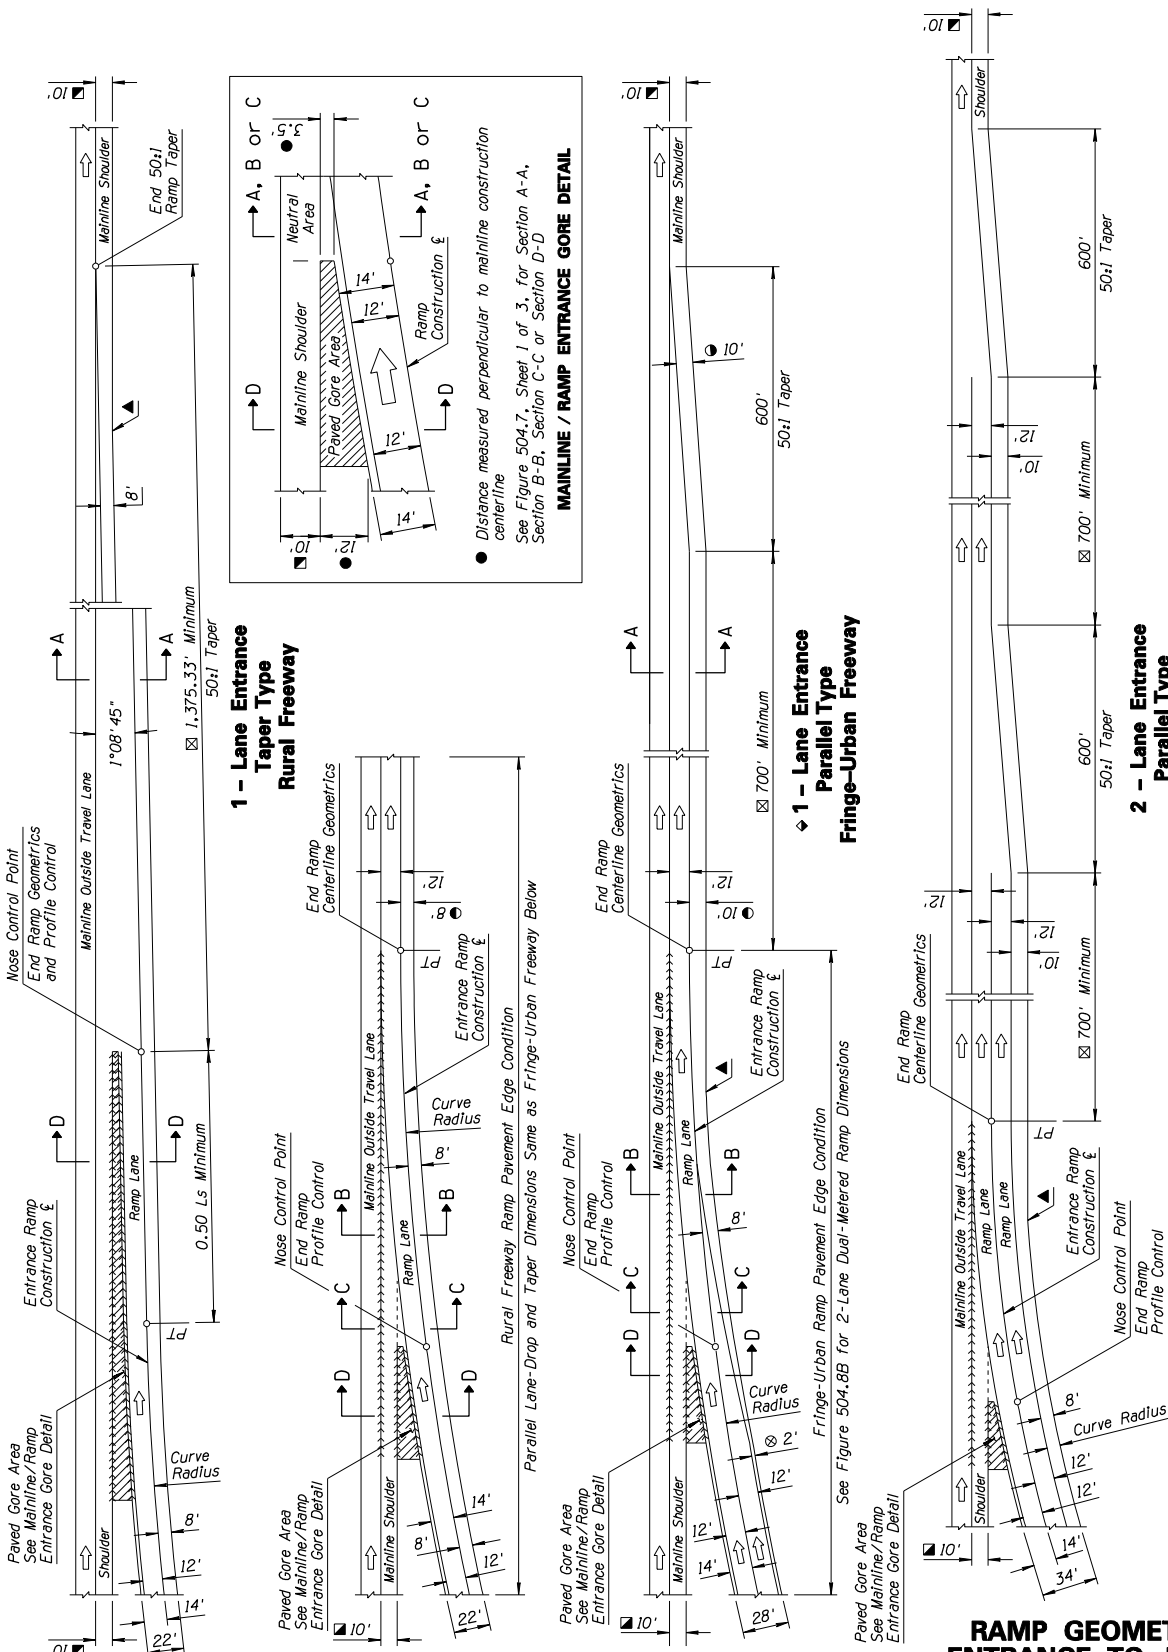 10'
Shoulder
Mainline Outside Travel Lane
Mainline Shoulder
10'
Paved Gore Area
See Mainline/Ramp
Entrance Gore Detail
Entrance Ramp
Construction ℄
Nose Control Point
End Ramp Geometrics
and Profile Control
End 50:1
Ramp Taper
D
D
A
A
Ramp Lane
Curve
Radius
PT
1°08'45"
8'
8'
12'
14'
22'
0.50 Ls Minimum
1,375.33' Minimum
50:1 Taper
1 – Lane Entrance
Taper Type
Rural Freeway
D
D
A, B or C
A, B or C
10'
12'
3.5'
Mainline Shoulder
Neutral
Area
Paved Gore Area
14'
12'
12'
14'
Ramp
Construction ℄
Distance measured perpendicular to mainline construction
centerline
See Figure 504.7, Sheet 1 of 3, for Section A-A,
Section B-B, Section C-C or Section D-D
MAINLINE / RAMP ENTRANCE GORE DETAIL
10'
Mainline Shoulder
Mainline Outside Travel Lane
Paved Gore Area
See Mainline/Ramp
Entrance Gore Detail
Nose Control Point
End Ramp
Profile Control
End Ramp
Centerline Geometrics
D
D
C
C
B
B
Ramp Lane
Curve
Radius
Entrance Ramp
Construction ℄
PT
12'
8'
8'
8'
8'
14'
12'
22'
Rural Freeway Ramp Pavement Edge Condition
Parallel Lane-Drop and Taper Dimensions Same as Fringe-Urban Freeway Below
10'
Mainline Shoulder
Mainline Outside Travel Lane
Mainline Shoulder
10'
Paved Gore Area
See Mainline/Ramp
Entrance Gore Detail
Nose Control Point
End Ramp
Profile Control
End Ramp
Centerline Geometrics
D
D
C
C
B
B
A
A
Ramp Lane
Curve
Radius
Entrance Ramp
Construction ℄
PT
12'
10'
10'
8'
2'
12'
12'
14'
28'
700' Minimum
600'
50:1 Taper
Fringe-Urban Ramp Pavement Edge Condition
See Figure 504.8B for 2-Lane Dual-Metered Ramp Dimensions
1 – Lane Entrance
Parallel Type
Fringe–Urban Freeway
10'
Shoulder
Mainline Outside Travel Lane
Shoulder
10'
Paved Gore Area
See Mainline/Ramp
Entrance Gore Detail
Ramp Lane
Ramp Lane
End Ramp
Centerline Geometrics
Entrance Ramp
Construction ℄
Nose Control Point
End Ramp
Profile Control
PT
12'
12'
10'
12'
10'
8'
Curve Radius
12'
12'
14'
34'
700' Minimum
600'
50:1 Taper
700' Minimum
600'
50:1 Taper
2 – Lane Entrance
Parallel Type
RAMP GEOMET